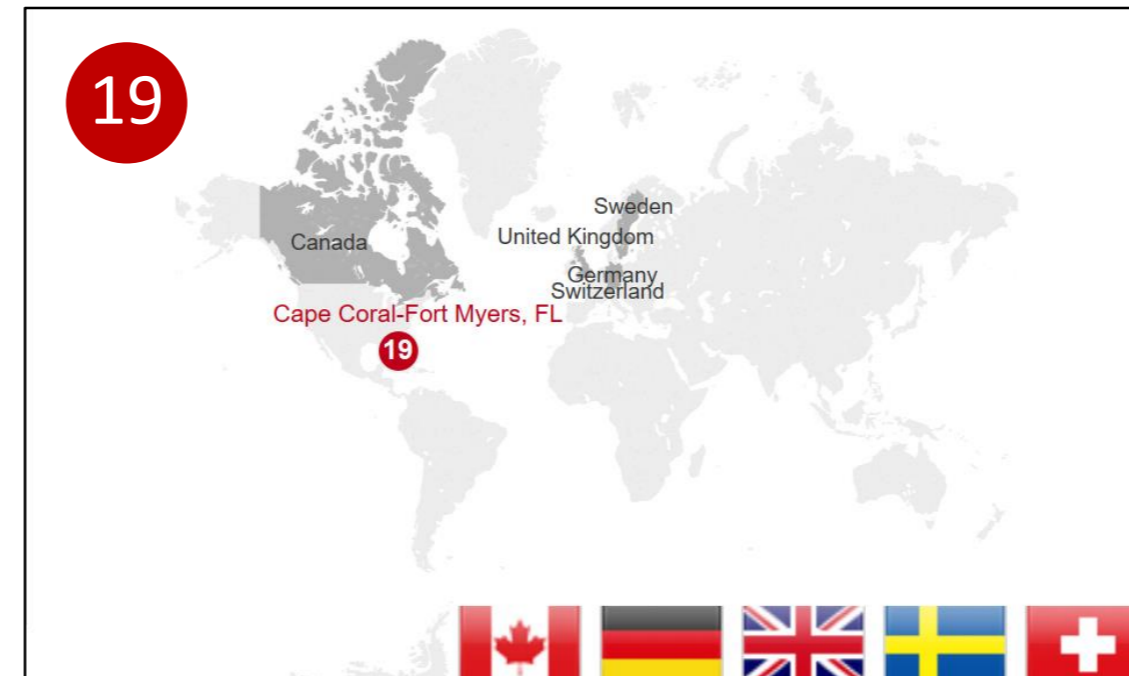 19
Sweden
Canada
United Kingdom
Germany
Switzerland
Cape Coral-Fort Myers, FL
19